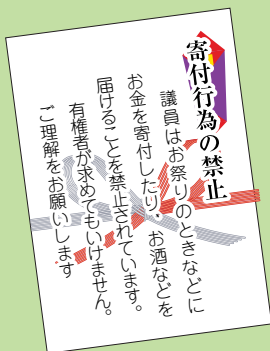 寄付行為の禁止
議員はお祭りのときなどに
お金を寄付したり、お酒などを
届けることを禁止されています。
有権者が求めてもいけません。
ご理解をお願いします